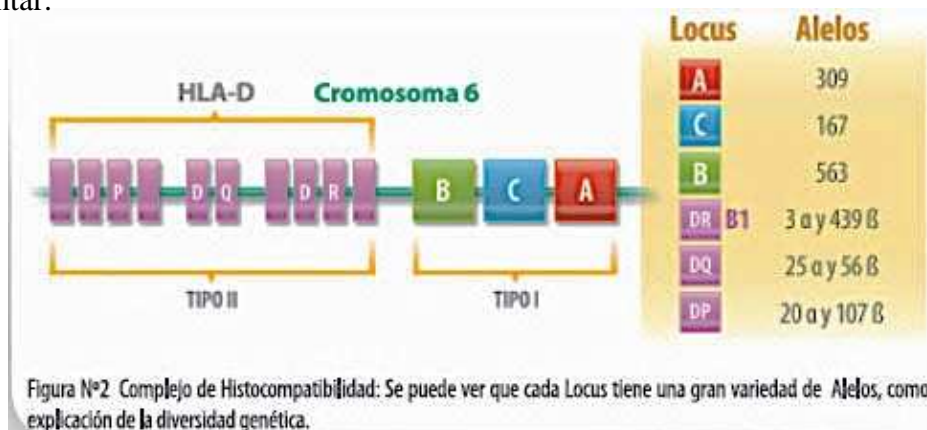 ntar.
Locus Alelos
HLA-D Cromosoma 6
A 309
C 167
B 563
DR B1 3 α y 439 ß
DQ 25 α y 56 ß
DP 20 α y 107 ß
D P D Q D R B C A
TIPO II TIPO I
Figura Nº2 Complejo de Histocompatibilidad: Se puede ver que cada Locus tiene una gran variedad de Alelos, como
explicación de la diversidad genética.